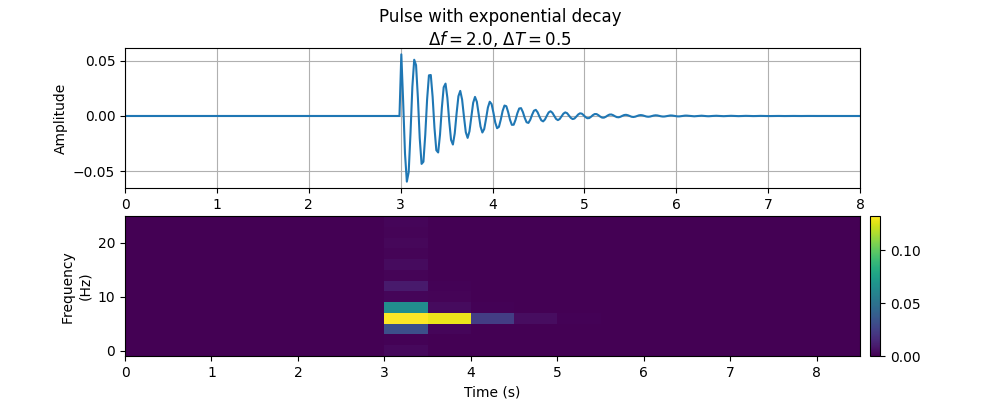 Pulse with exponential decay
Δf = 2.0, ΔT = 0.5
0.05
0.00
−0.05
Amplitude
0 1 2 3 4 5 6 7 8
20
10
0
Frequency
(Hz)
0.10
0.05
0.00
0 1 2 3 4 5 6 7 8
Time (s)